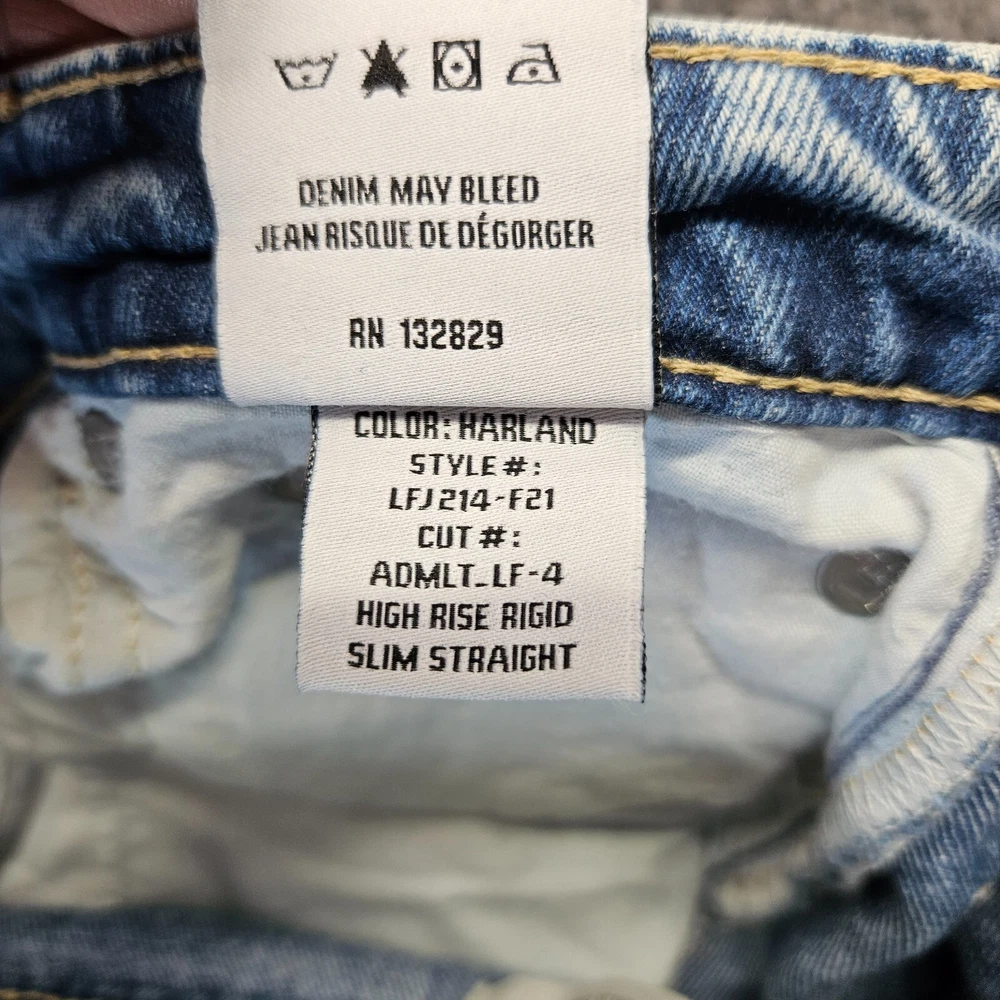 DENIM MAY BLEED
JEAN RISQUE DE DÉGORGER
RN 132829
COLOR: HARLAND
STYLE #:
LFJ214-F21
CUT #:
ADMLT_LF-4
HIGH RISE RIGID
SLIM STRAIGHT